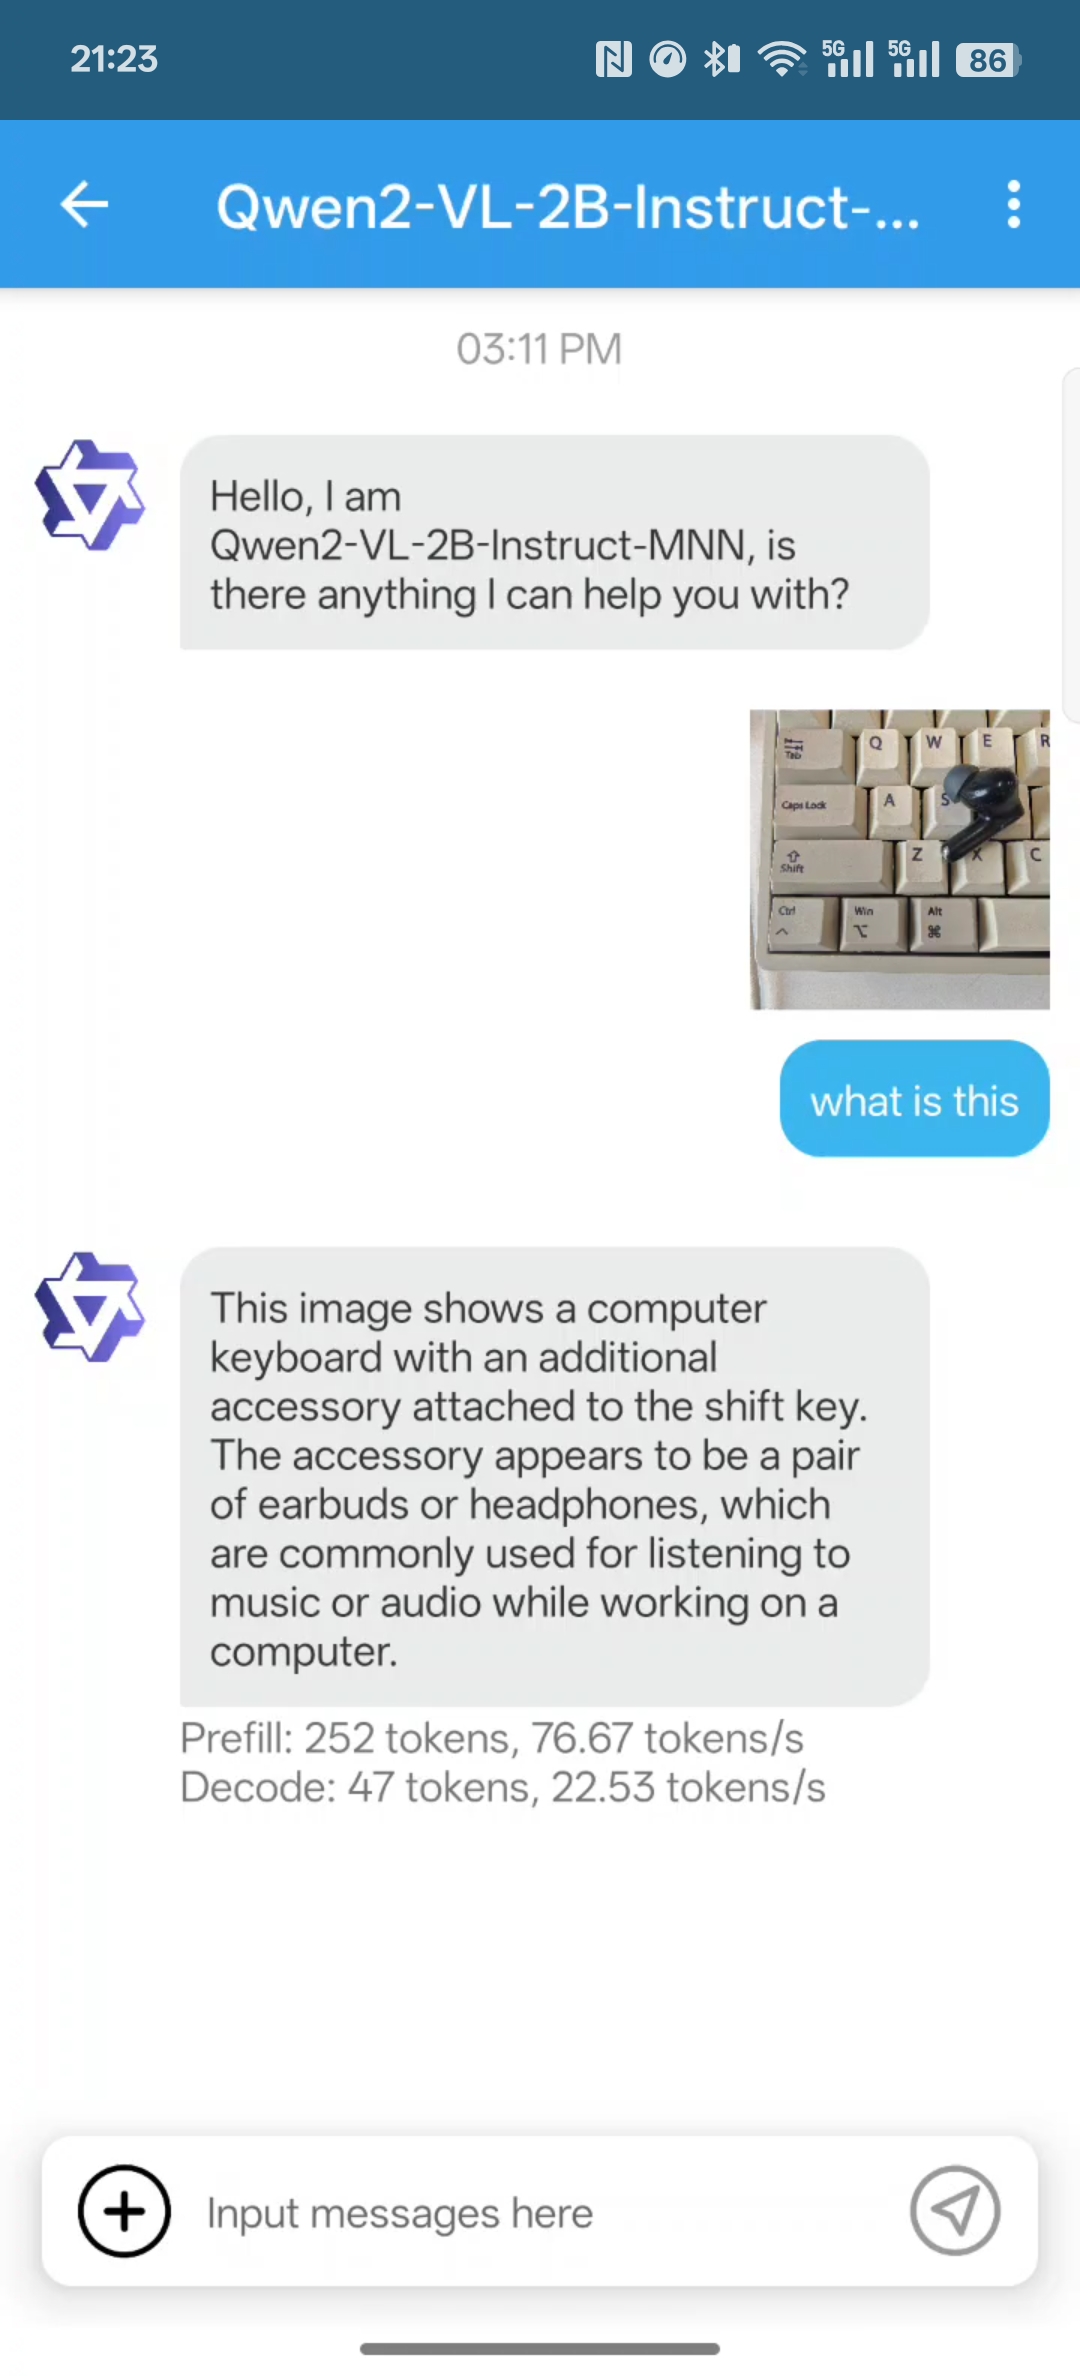 21:23
5G 5G 86
Qwen2-VL-2B-Instruct-...
03:11 PM
Hello, I am
Qwen2-VL-2B-Instruct-MNN, is
there anything I can help you with?
Tab Q W E R
Caps Lock A S
Shift Z X C
Ctrl Win Alt
what is this
This image shows a computer
keyboard with an additional
accessory attached to the shift key.
The accessory appears to be a pair
of earbuds or headphones, which
are commonly used for listening to
music or audio while working on a
computer.
Prefill: 252 tokens, 76.67 tokens/s
Decode: 47 tokens, 22.53 tokens/s
Input messages here